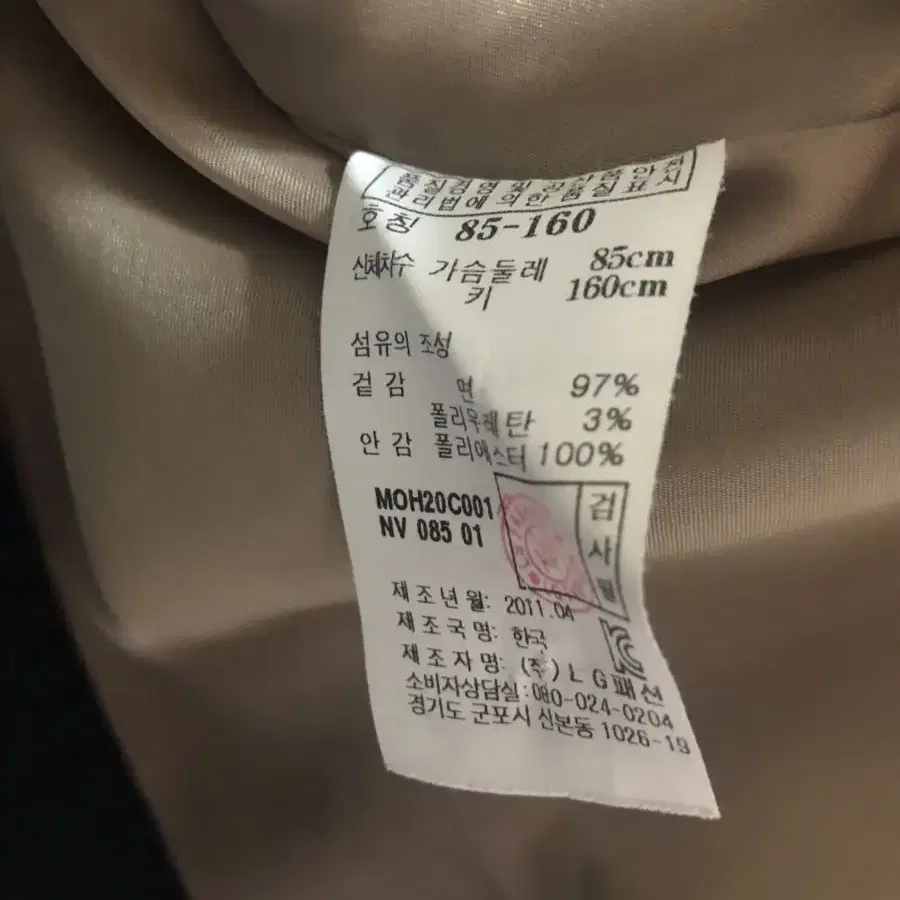 품질경영 및 공산품안전
관리법에 의한 품질표시
호칭 85-160
신체치수 가슴둘레 85cm
키 160cm
섬유의 조성
겉감 면 97%
폴리우레탄 3%
안감 폴리에스터 100%
MOH20C001
NV 085 01
검사필
제조년월: 2011.04
제조국명: 한국
제조자명: (주)LG패션
소비자상담실:080-024-0204
경기도 군포시 신본동 1026-19